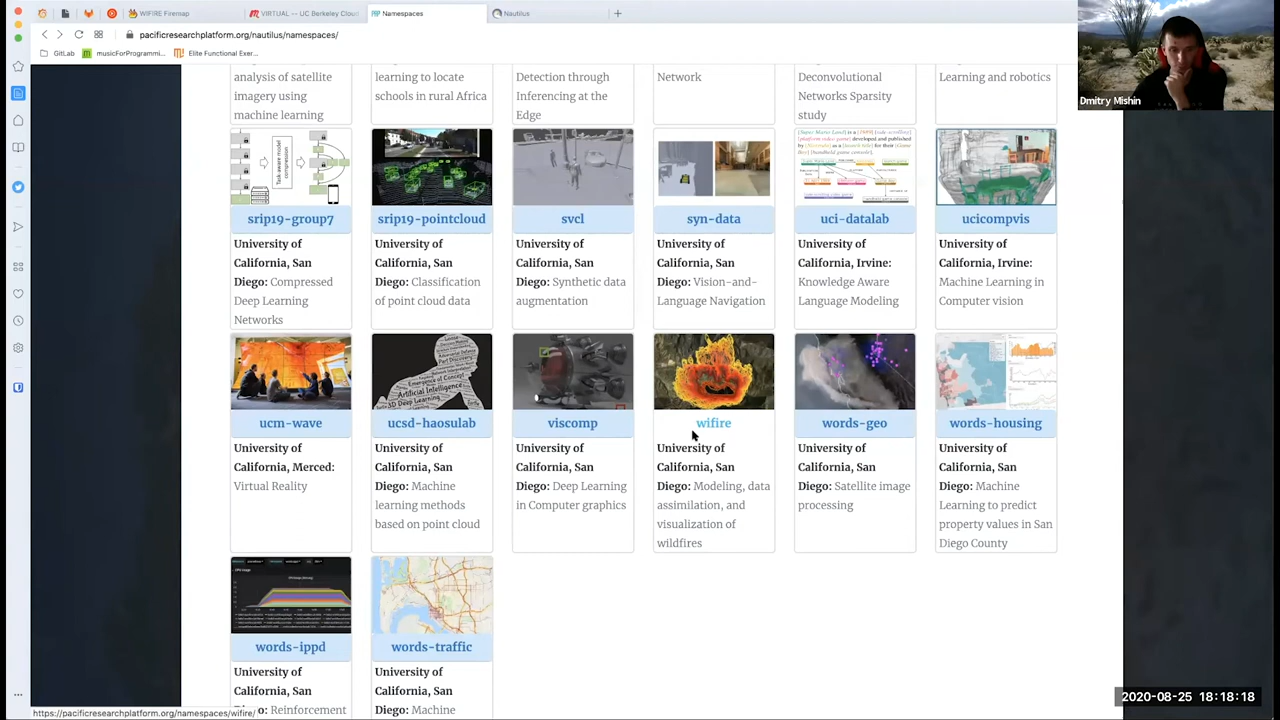 WIFIRE Firemap
VIRTUAL — UC Berkeley Cloud
Namespaces
Nautilus
pacificresearchplatform.org/nautilus/namespaces/
GitLab
musicForProgrammi...
Elite Functional Exer...
Dmitry Mishin
analysis of satellite
imagery using
machine learning
learning to locate
schools in rural Africa
Detection through
Inferencing at the
Edge
Network
Deconvolutional
Networks Sparsity
study
Learning and robotics
srip19-group7
University of
California, San
Diego: Compressed
Deep Learning
Networks
srip19-pointcloud
University of
California, San
Diego: Classification
of point cloud data
svcl
University of
California, San
Diego: Synthetic data
augmentation
syn-data
University of
California, San
Diego: Vision-and-
Language Navigation
uci-datalab
University of
California, Irvine:
Knowledge Aware
Language Modeling
ucicompvis
University of
California, Irvine:
Machine Learning in
Computer vision
ucm-wave
University of
California, Merced:
Virtual Reality
Part Discovery
Emergence of Concept
Artificial Intelligence
3D Deep Learning
ucsd-haosulab
University of
California, San
Diego: Machine
learning methods
based on point cloud
viscomp
University of
California, San
Diego: Deep Learning
in Computer graphics
wifire
University of
California, San
Diego: Modeling, data
assimilation, and
visualization of
wildfires
words-geo
University of
California, San
Diego: Satellite image
processing
words-housing
University of
California, San
Diego: Machine
Learning to predict
property values in San
Diego County
words-ippd
University of
California, San
Diego: Reinforcement
words-traffic
University of
California, San
Diego: Machine
https://pacificresearchplatform.org/namespaces/wifire/
2020-08-25 18:18:18